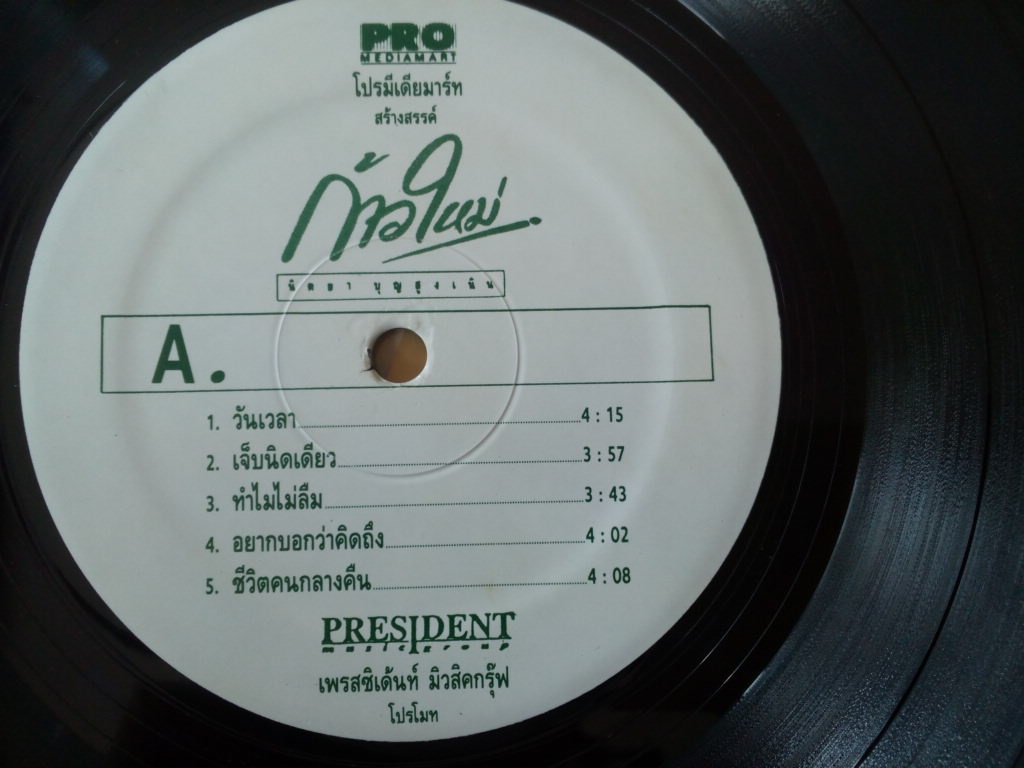 PRO
MEDIAMART
โปรมีเดียมาร์ท
สร้างสรรค์
ก้าวใหม่
นิตยา บุญสูงเนิน
A.
1. วันเวลา 4 : 15
2. เจ็บนิดเดียว 3 : 57
3. ทำไมไม่ลืม 3 : 43
4. อยากบอกว่าคิดถึง 4 : 02
5. ชีวิตคนกลางคืน 4 : 08
PRESIDENT
MUSIC GROUP
เพรสซิเด้นท์ มิวสิคกรุ๊ฟ
โปรโมท